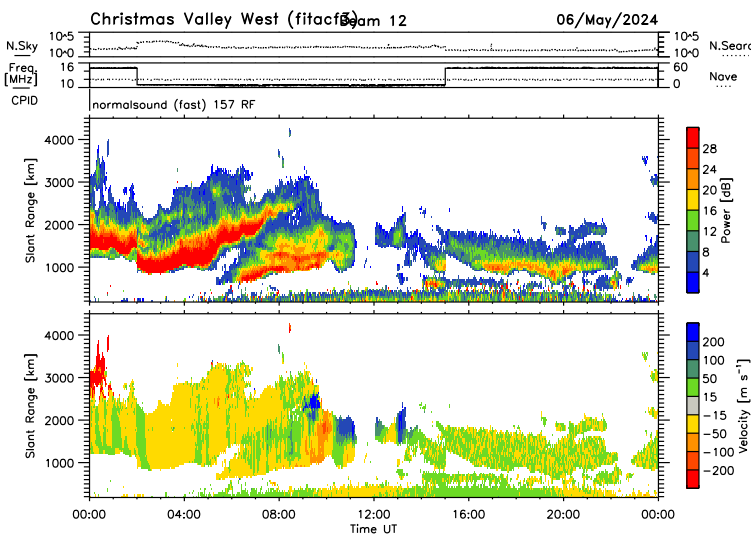 Christmas Valley West (fitacf3) Beam 12 06/May/2024
N.Sky 10^5 10^0 10^5 10^0 N.Sear
Freq [MHz] 16 10 60 0 Nave
CPID normalsound (fast) 157 RF
Slant Range [km] 4000 3000 2000 1000
28 24 20 16 12 8 4 Power [dB]
Slant Range [km] 4000 3000 2000 1000
200 100 50 15 -15 -50 -100 -200 Velocity [m s⁻¹]
00:00 04:00 08:00 12:00 16:00 20:00 00:00
Time UT